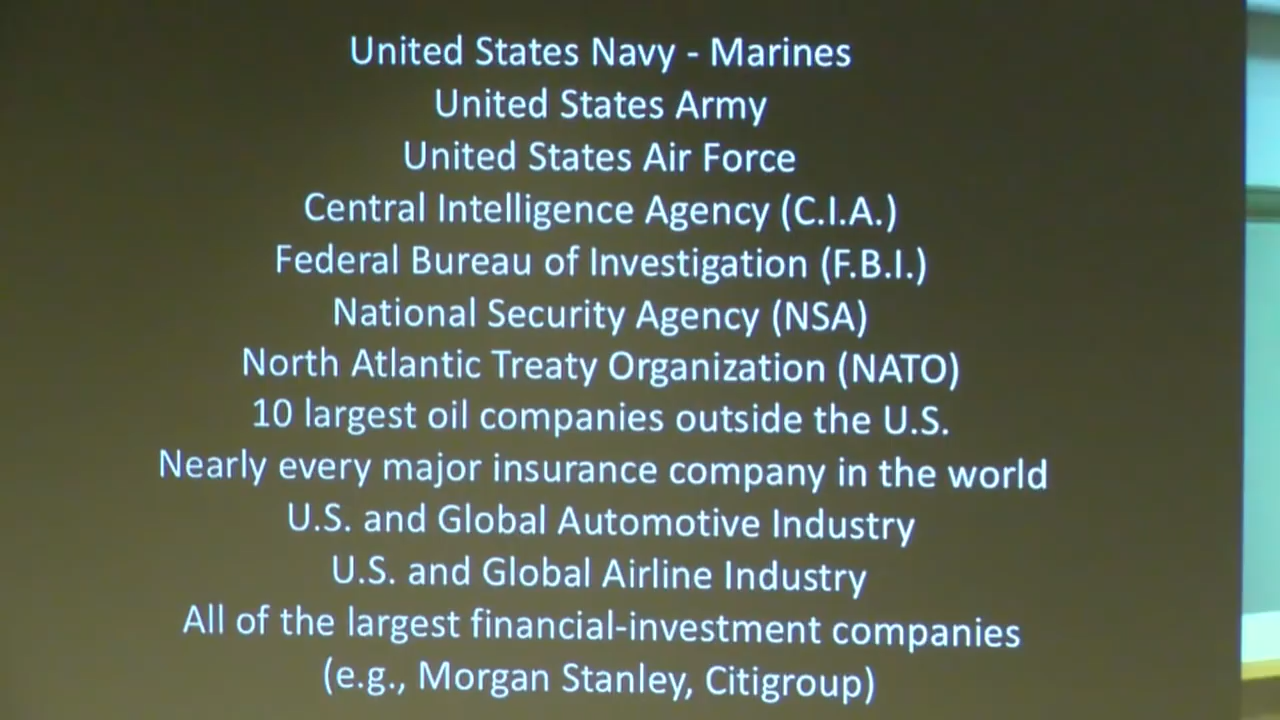 United States Navy - Marines
United States Army
United States Air Force
Central Intelligence Agency (C.I.A.)
Federal Bureau of Investigation (F.B.I.)
National Security Agency (NSA)
North Atlantic Treaty Organization (NATO)
10 largest oil companies outside the U.S.
Nearly every major insurance company in the world
U.S. and Global Automotive Industry
U.S. and Global Airline Industry
All of the largest financial-investment companies
(e.g., Morgan Stanley, Citigroup)